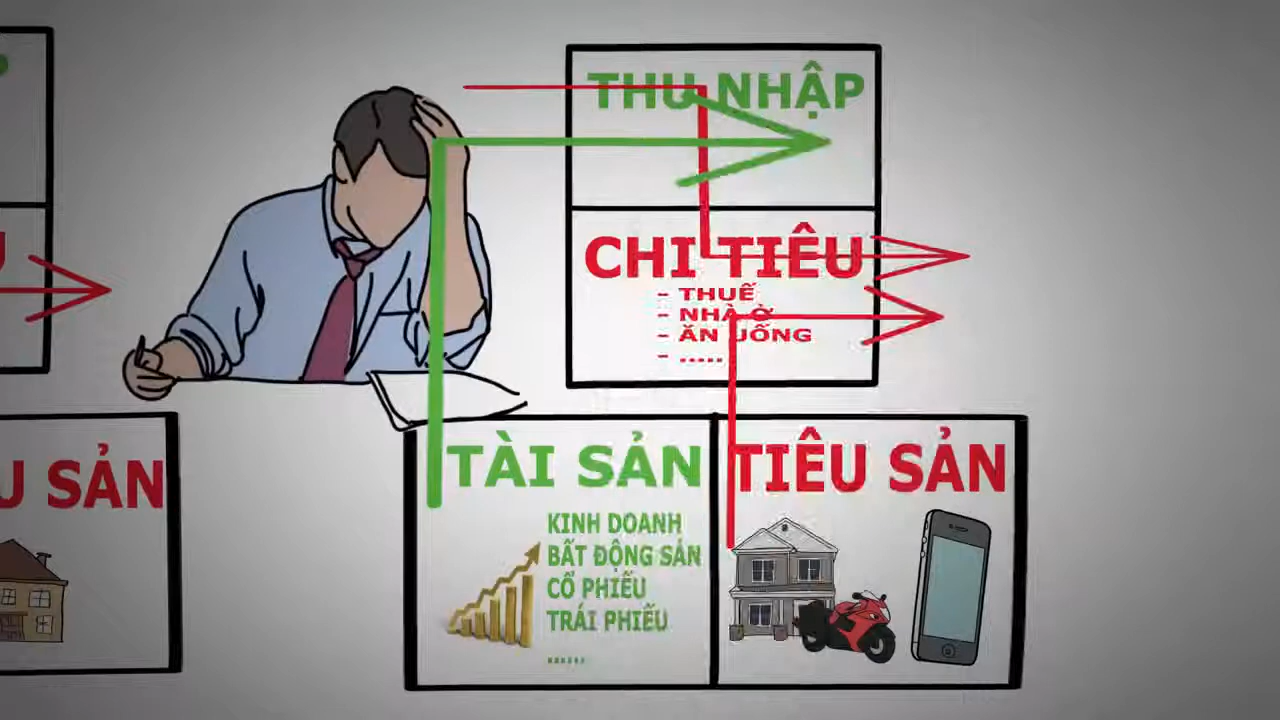 THU NHẬP
CHI TIÊU
- THUẾ
- NHÀ Ở
- ĂN UỐNG
- .....
U SẢN
TÀI SẢN
KINH DOANH
BẤT ĐỘNG SẢN
CỔ PHIẾU
TRÁI PHIẾU
......
TIÊU SẢN